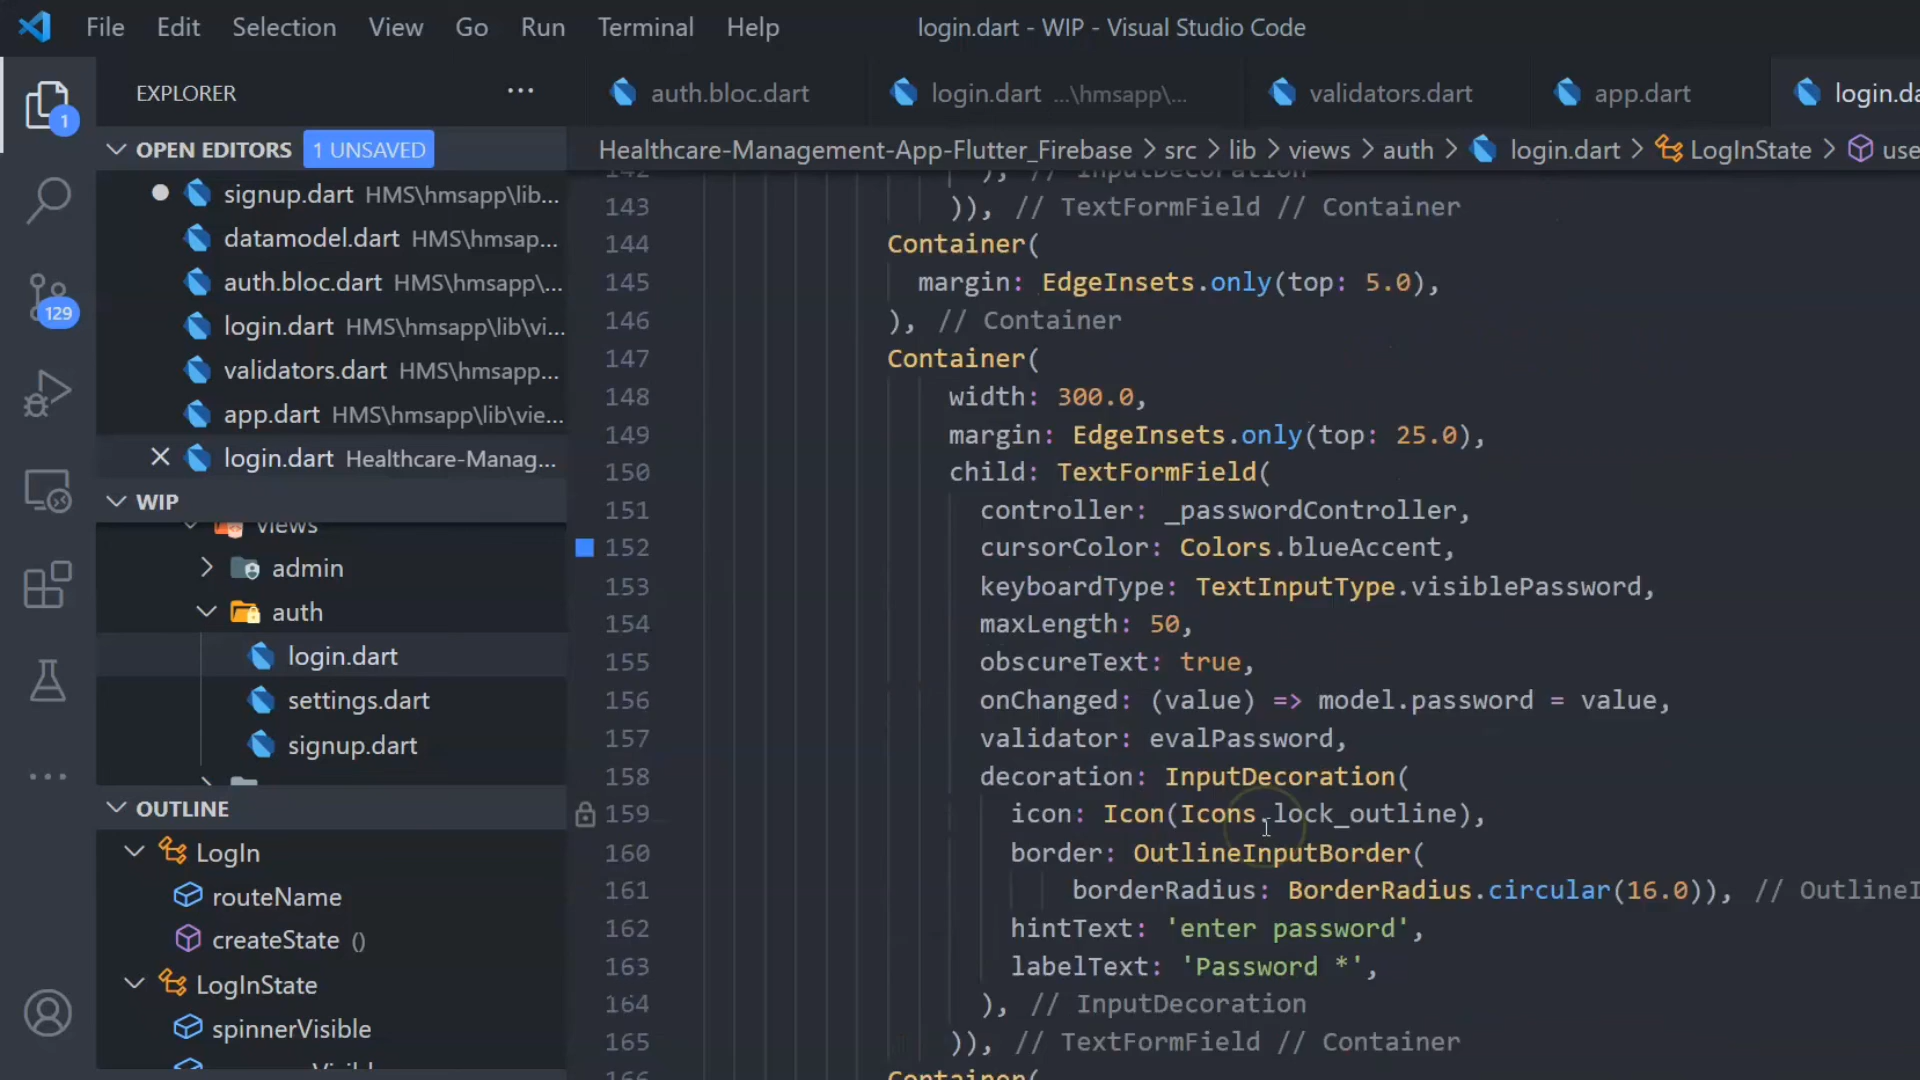 File Edit Selection View Go Run Terminal Help login.dart - WIP - Visual Studio Code
EXPLORER ...
auth.bloc.dart login.dart ...\hmsapp\... validators.dart app.dart login.da
1
OPEN EDITORS 1 UNSAVED
Healthcare-Management-App-Flutter_Firebase > src > lib > views > auth > login.dart > LogInState > use
signup.dart HMS\hmsapp\lib...
datamodel.dart HMS\hmsap...
auth.bloc.dart HMS\hmsapp\...
login.dart HMS\hmsapp\lib\vi...
validators.dart HMS\hmsapp...
app.dart HMS\hmsapp\lib\vie...
login.dart Healthcare-Manag...
129
WIP
views
admin
auth
login.dart
settings.dart
signup.dart
OUTLINE
LogIn
routeName
createState ()
LogInState
spinnerVisible
142 ), // InputDecoration
143 )), // TextFormField // Container
144 Container(
145 margin: EdgeInsets.only(top: 5.0),
146 ), // Container
147 Container(
148 width: 300.0,
149 margin: EdgeInsets.only(top: 25.0),
150 child: TextFormField(
151 controller: _passwordController,
152 cursorColor: Colors.blueAccent,
153 keyboardType: TextInputType.visiblePassword,
154 maxLength: 50,
155 obscureText: true,
156 onChanged: (value) => model.password = value,
157 validator: evalPassword,
158 decoration: InputDecoration(
159 icon: Icon(Icons.lock_outline),
160 border: OutlineInputBorder(
161 borderRadius: BorderRadius.circular(16.0)), // OutlineI
162 hintText: 'enter password',
163 labelText: 'Password *',
164 ), // InputDecoration
165 )), // TextFormField // Container
166 Container(